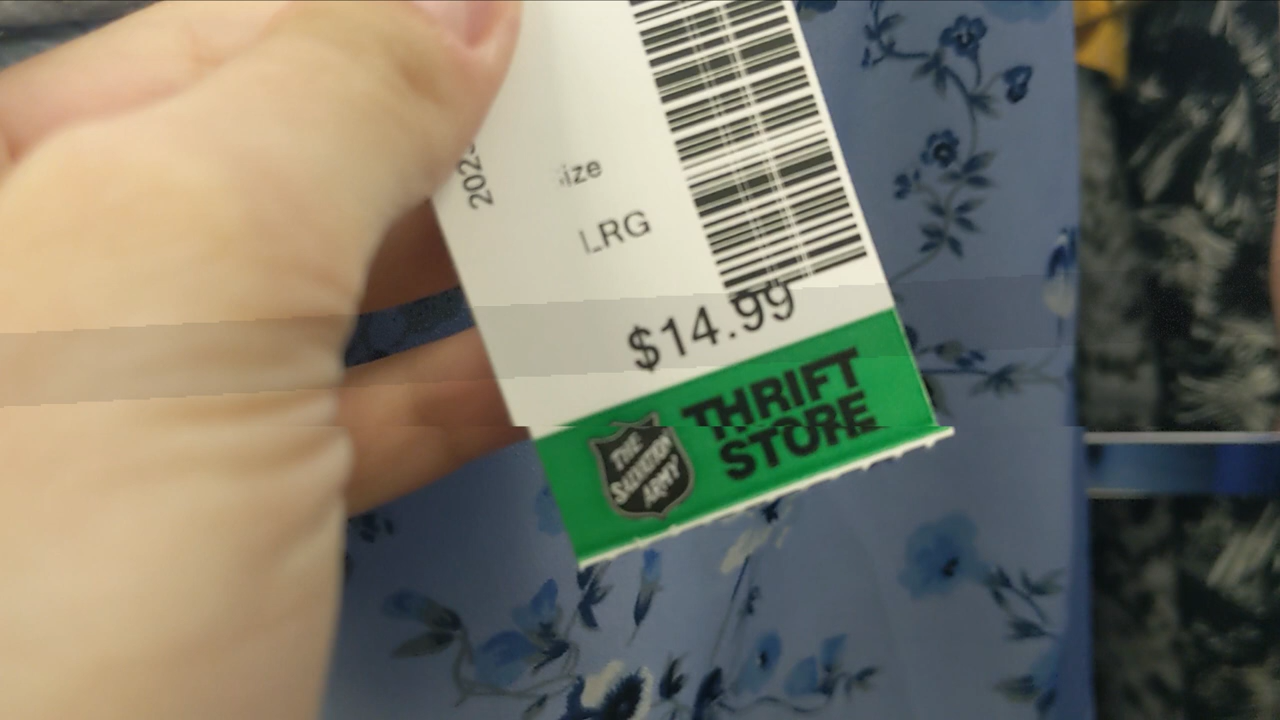 Size
LRG
$14.99
THRIFT
STORE
THE
SALVATION
ARMY